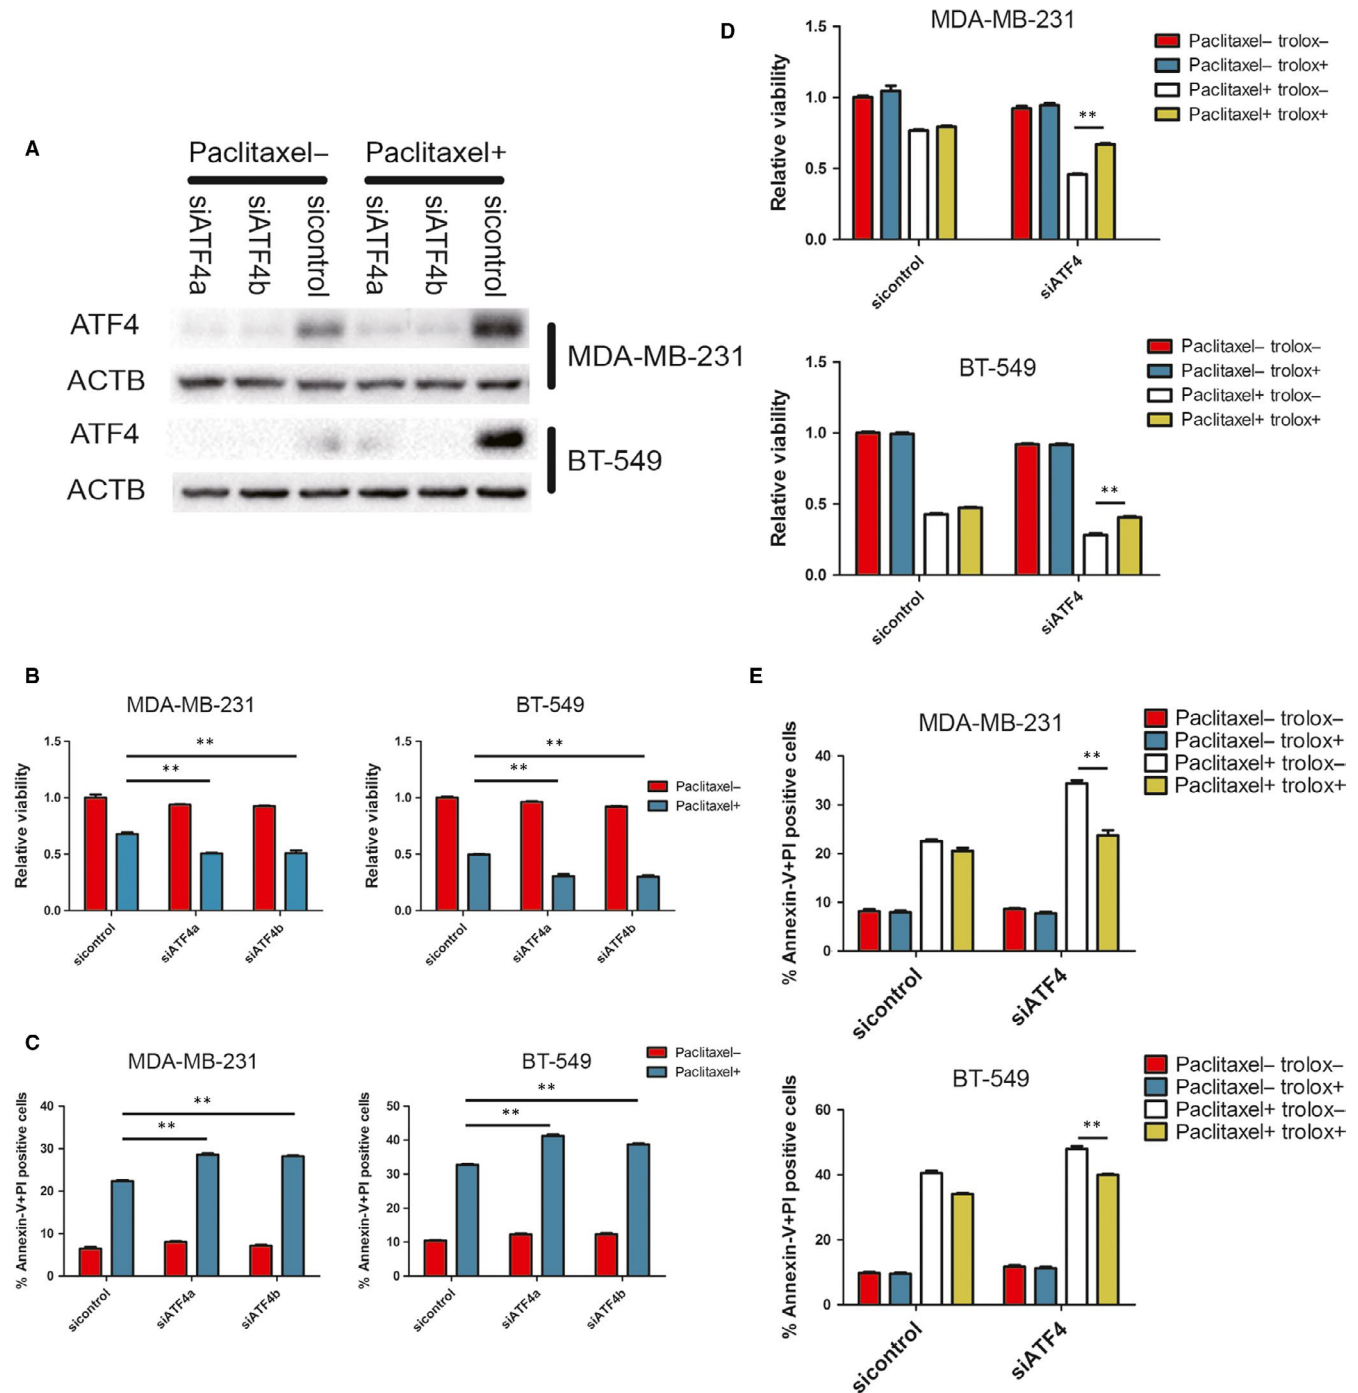 A
Paclitaxel– Paclitaxel+
siATF4a siATF4b sicontrol siATF4a siATF4b sicontrol
ATF4
ACTB
MDA-MB-231
ATF4
ACTB
BT-549
D
MDA-MB-231
Relative viability
1.5
1.0
0.5
0.0
sicontrol siATF4
**
Paclitaxel– trolox–
Paclitaxel– trolox+
Paclitaxel+ trolox–
Paclitaxel+ trolox+
BT-549
Relative viability
1.5
1.0
0.5
0.0
sicontrol siATF4
**
Paclitaxel– trolox–
Paclitaxel– trolox+
Paclitaxel+ trolox–
Paclitaxel+ trolox+
B
MDA-MB-231
Relative viability
1.5
1.0
0.5
0.0
**
**
sicontrol siATF4a siATF4b
BT-549
Relative viability
1.5
1.0
0.5
0.0
**
**
sicontrol siATF4a siATF4b
Paclitaxel–
Paclitaxel+
C
MDA-MB-231
% Annexin-V+PI positive cells
40
30
20
10
0
**
**
sicontrol siATF4a siATF4b
BT-549
% Annexin-V+PI positive cells
50
40
30
20
10
0
**
**
sicontrol siATF4a siATF4b
Paclitaxel–
Paclitaxel+
E
MDA-MB-231
% Annexin-V+PI positive cells
40
30
20
10
0
**
sicontrol siATF4
Paclitaxel– trolox–
Paclitaxel– trolox+
Paclitaxel+ trolox–
Paclitaxel+ trolox+
BT-549
% Annexin-V+PI positive cells
60
40
20
0
**
sicontrol siATF4
Paclitaxel– trolox–
Paclitaxel– trolox+
Paclitaxel+ trolox–
Paclitaxel+ trolox+